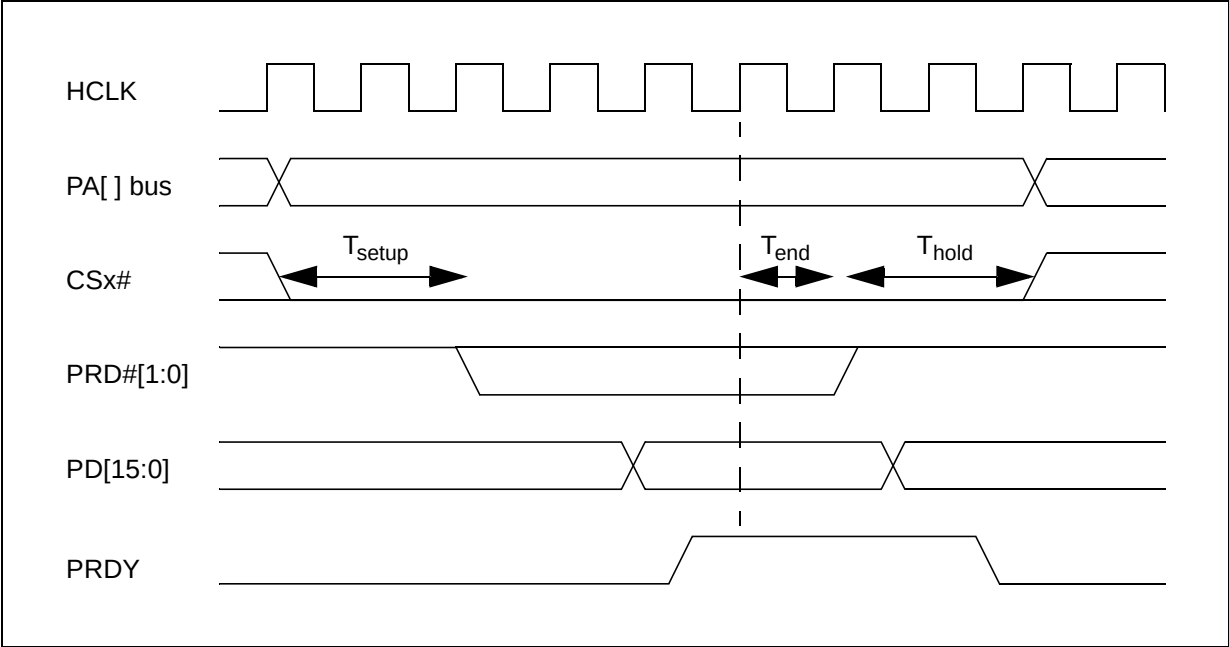 HCLK
PA[ ] bus
Tsetup Tend Thold
CSx#
PRD#[1:0]
PD[15:0]
PRDY